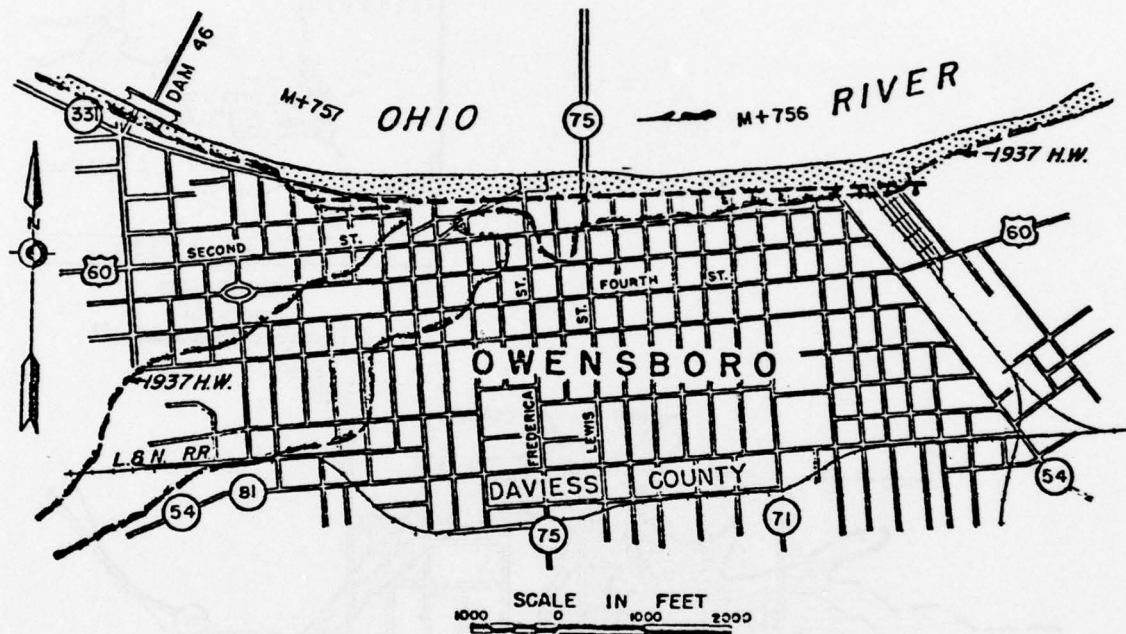 DAM 46
331
M+757
OHIO
75
M+756
RIVER
1937 H.W.
N
60
SECOND ST.
60
ST.
FOURTH ST.
ST.
OWENSBORO
1937 H.W.
FREDERICA
LEWIS
L.& N. RR
DAVIESS COUNTY
54
81
75
71
54
SCALE IN FEET
1000 0 1000 2000